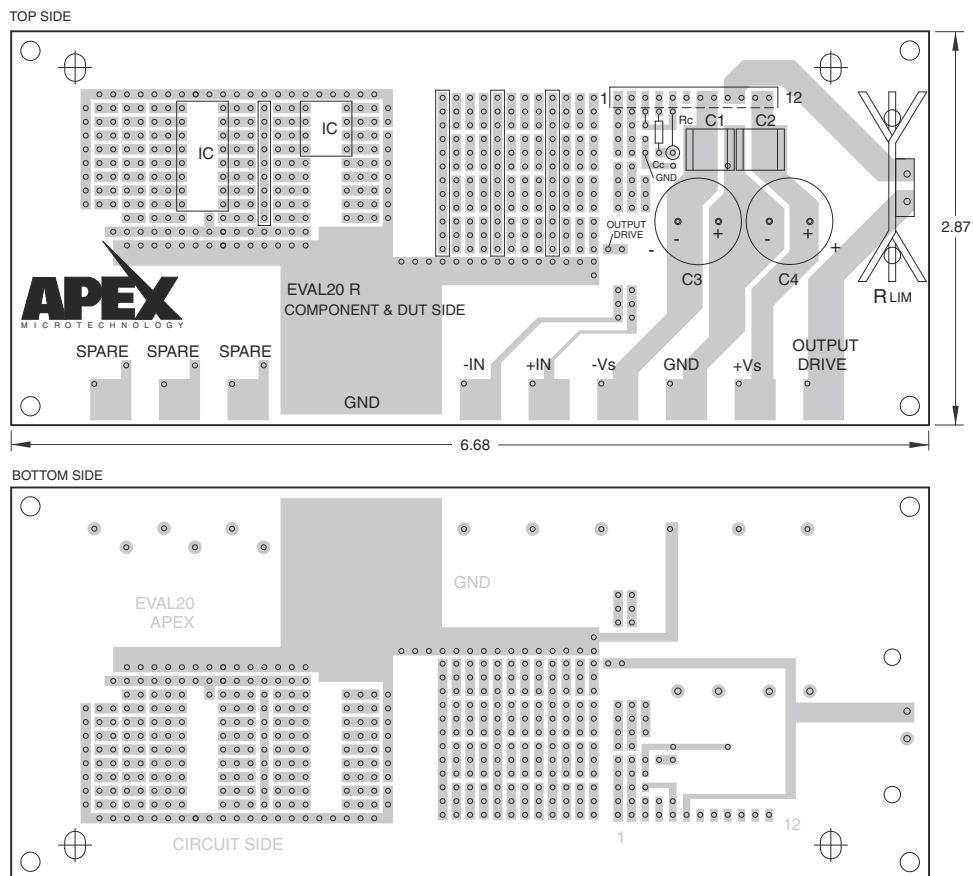 TOP SIDE
1
12
IC
IC
Rc
C1
C2
Cc
GND
OUTPUT
DRIVE
-
-
+
-
+
+
C3
C4
2.87
RLIM
EVAL20 R
COMPONENT & DUT SIDE
APEX
MICROTECHNOLOGY
SPARE
SPARE
SPARE
GND
-IN
+IN
-Vs
GND
+Vs
OUTPUT
DRIVE
6.68
BOTTOM SIDE
GND
EVAL20
APEX
CIRCUIT SIDE
1
12